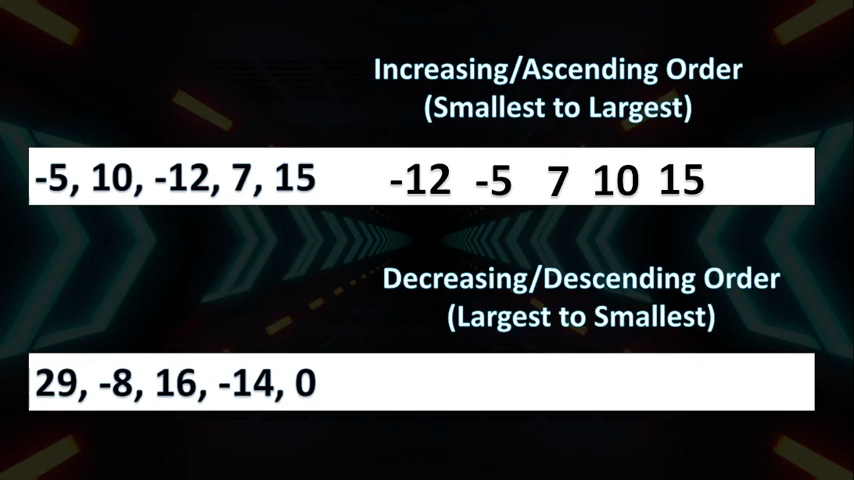 Increasing/Ascending Order
(Smallest to Largest)
-5, 10, -12, 7, 15 -12 -5 7 10 15
Decreasing/Descending Order
(Largest to Smallest)
29, -8, 16, -14, 0